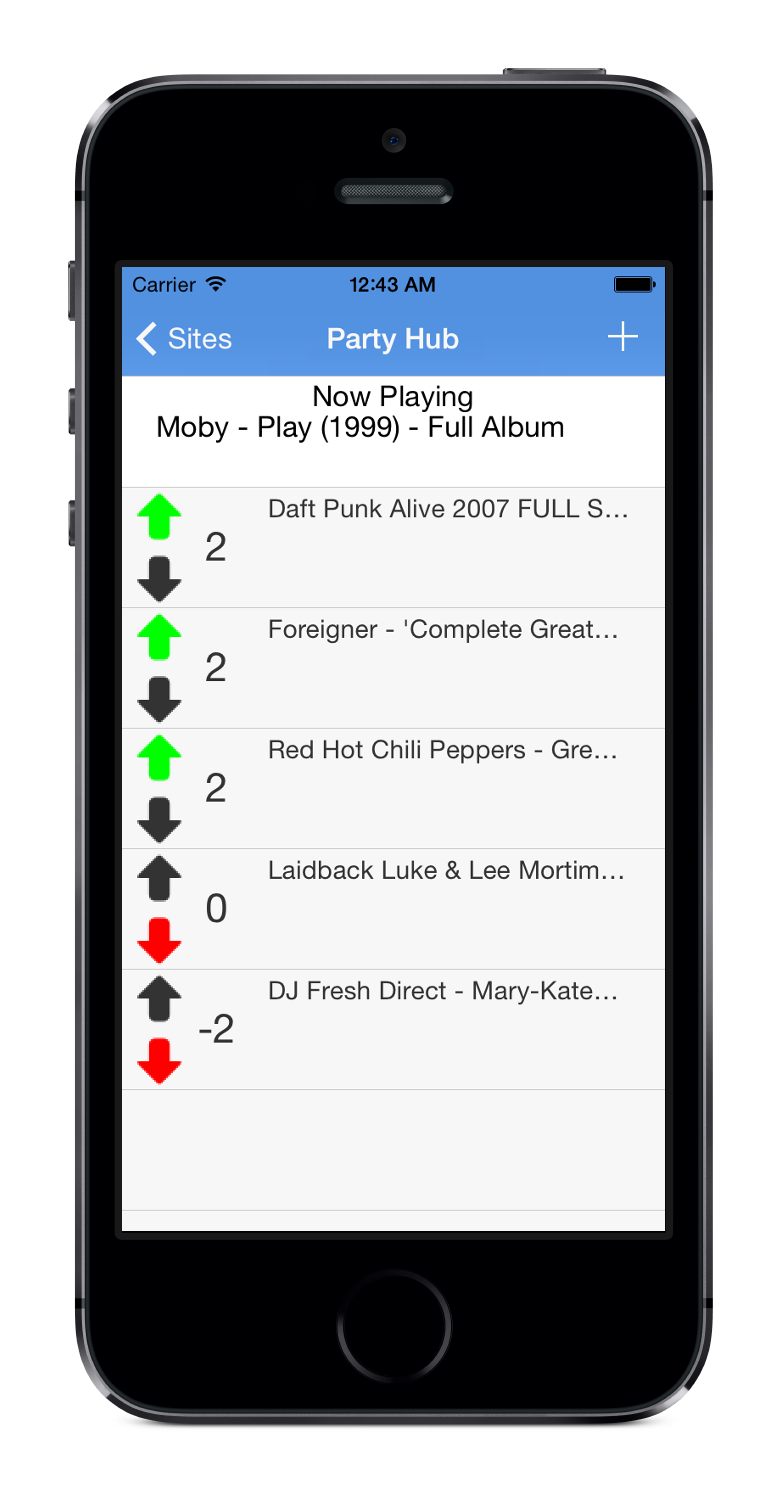 Carrier 12:43 AM
Sites Party Hub
Now Playing
Moby - Play (1999) - Full Album
Daft Punk Alive 2007 FULL S...
2
Foreigner - 'Complete Great...
2
Red Hot Chili Peppers - Gre...
2
Laidback Luke & Lee Mortim...
0
DJ Fresh Direct - Mary-Kate...
-2